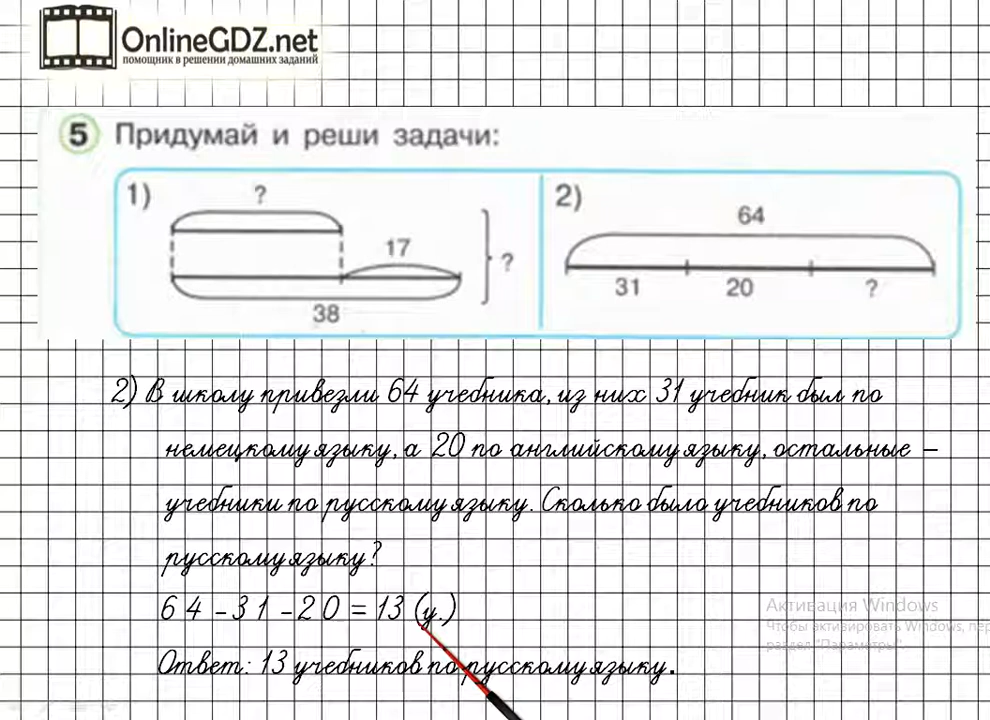 OnlineGDZ.net
помощник в решении домашних заданий
5 Придумай и реши задачи:
1) ? 17 ? 38
2) 64 31 20 ?
2) В школу привезли 64 учебника, из них 31 учебник был по
немецкому языку, а 20 по английскому языку, остальные –
учебники по русскому языку. Сколько было учебников по
русскому языку?
64 - 31 - 20 = 13 (у.)
Ответ: 13 учебников по русскому языку.
Активация Windows
Чтобы активировать Windows, пер
раздел "Параметры".